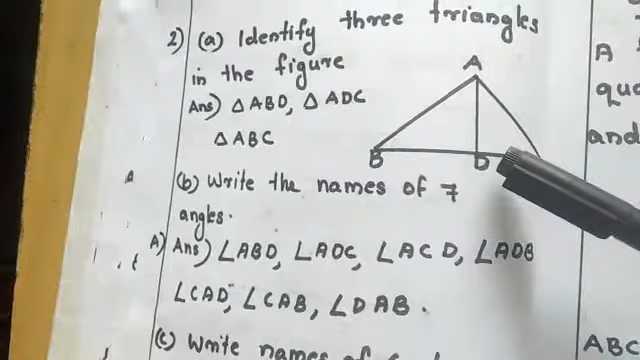 2) (a) Identify three triangles
in the figure
Ans) △ABD, △ADC
△ABC
A
B
D
(b) Write the names of 7
angles.
A) Ans) ∠ABD, ∠ADC, ∠ACD, ∠ADB
∠CAD, ∠CAB, ∠DAB.
(c) Write names of
A
and
ABC